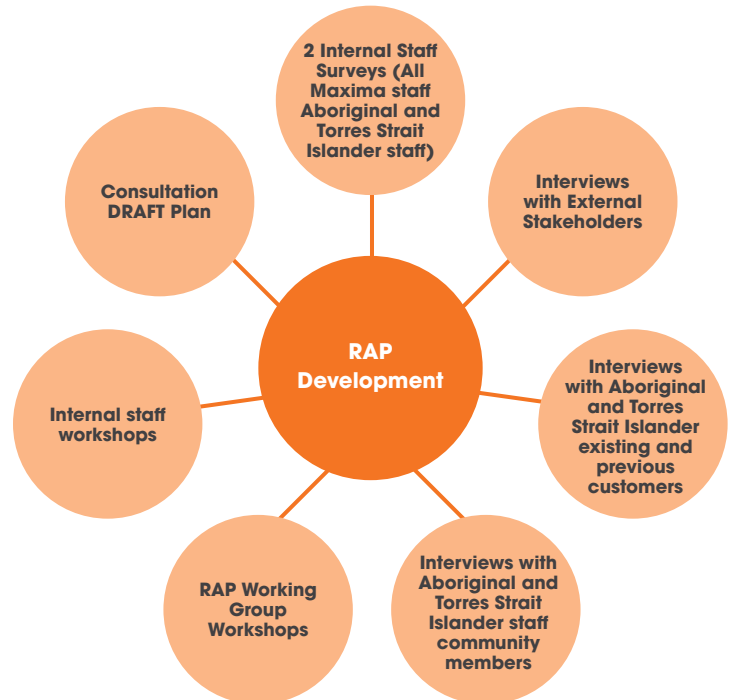 2 Internal Staff
Surveys (All
Maxima staff
Aboriginal and
Torres Strait
Islander staff)
Interviews
with External
Stakeholders
Interviews
with Aboriginal
and Torres
Strait Islander
existing and
previous
customers
Interviews with
Aboriginal and
Torres Strait
Islander staff
community
members
RAP Working
Group
Workshops
Internal staff
workshops
Consultation
DRAFT Plan
RAP
Development